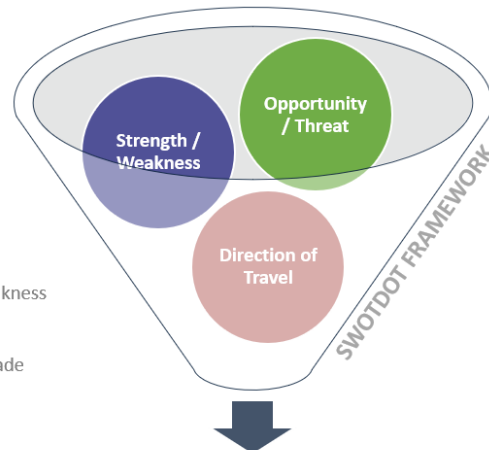 Opportunity
/ Threat
Strength /
Weakness
Direction of
Travel
SWOTDOT FRAMEWORK
kness
ade